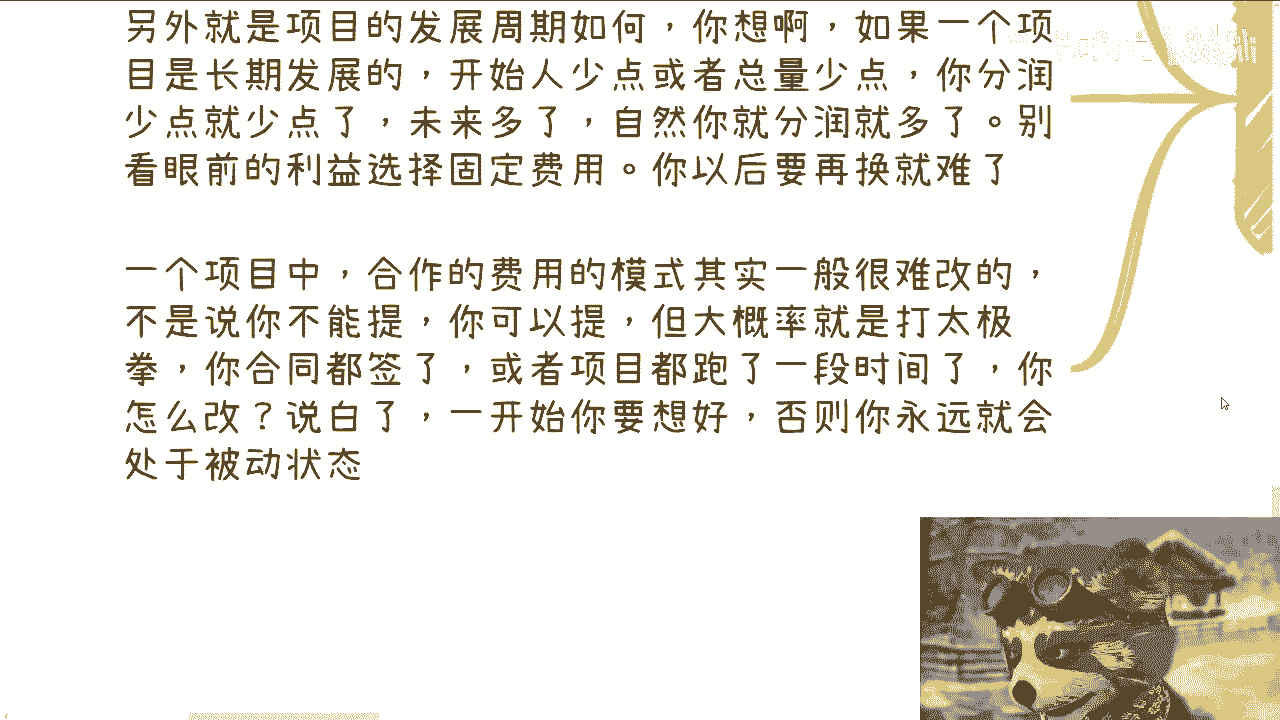 另外就是项目的发展周期如何，你想啊，如果一个项
目是长期发展的，开始人少点或者总量少点，你分润
少点就少点了，未来多了，自然你就分润就多了。别
看眼前的利益选择固定费用。你以后要再换就难了
一个项目中，合作的费用的模式其实一般很难改的，
不是说你不能提，你可以提，但大概率就是打太极
拳，你合同都签了，或者项目都跑了一段时间了，你
怎么改？说白了，一开始你要想好，否则你永远就会
处于被动状态